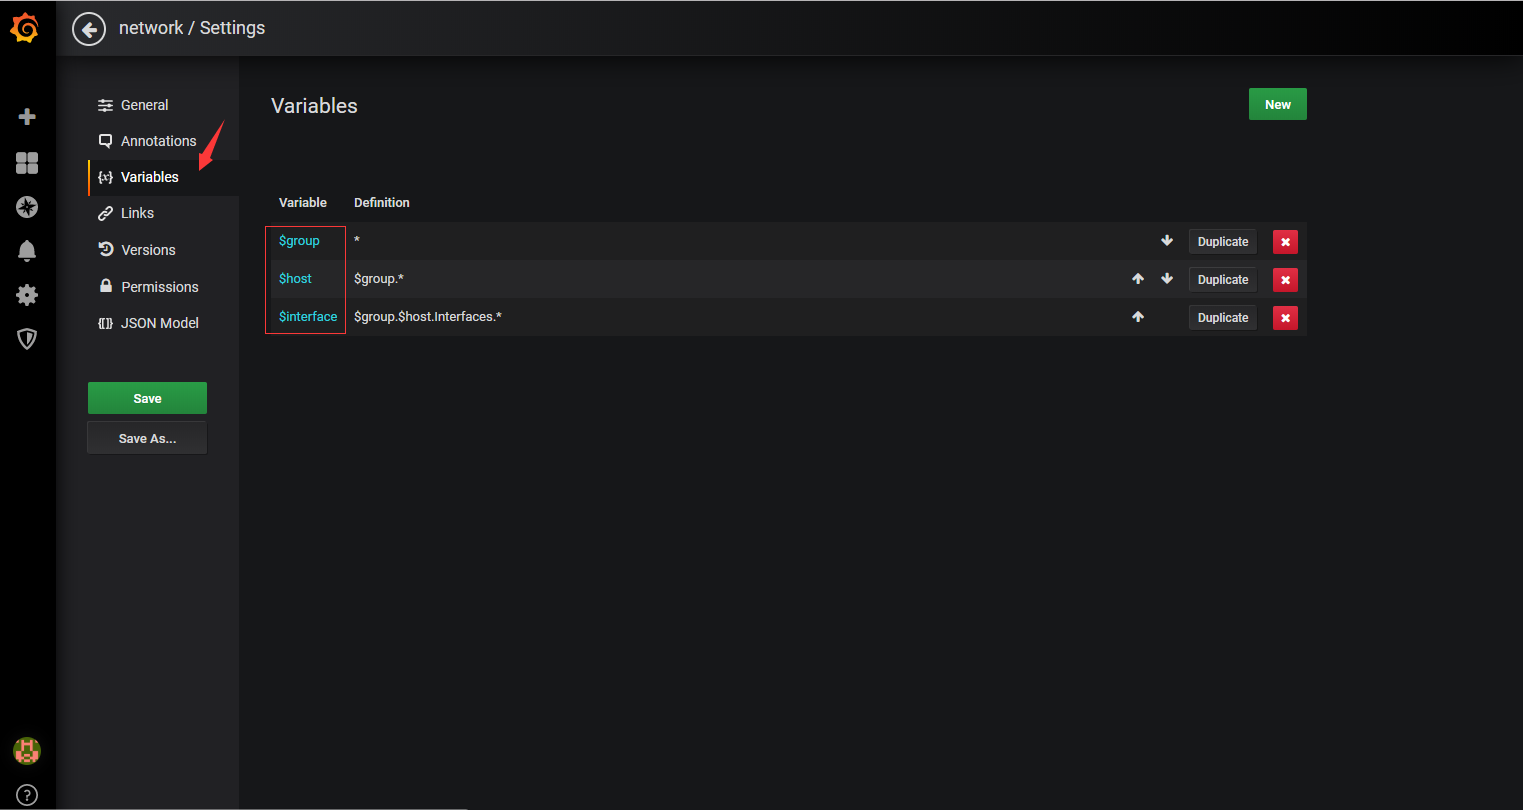 network / Settings
General
Annotations
Variables
Links
Versions
Permissions
JSON Model
Save
Save As...
Variables
New
Variable Definition
$group * Duplicate
$host $group.* Duplicate
$interface $group.$host.Interfaces.* Duplicate